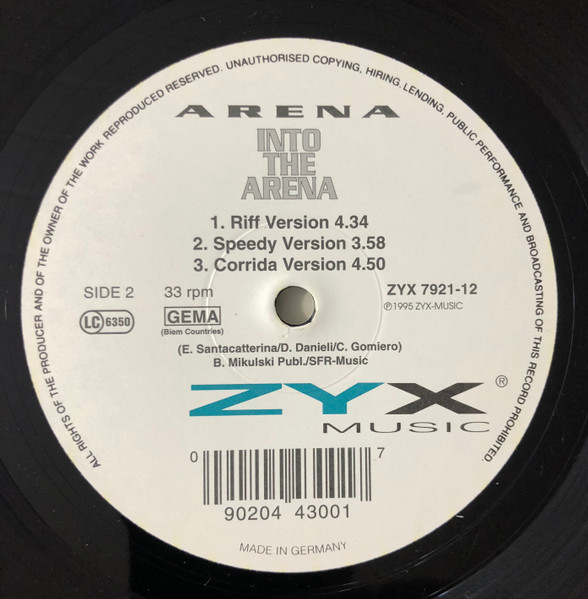 ALL RIGHTS OF THE PRODUCER AND OF THE OWNER OF THE WORK REPRODUCED RESERVED. UNAUTHORISED COPYING, HIRING, LENDING, PUBLIC PERFORMANCE AND BROADCASTING OF THIS RECORD PROHIBITED.
ARENA
INTO
THE
ARENA
1. Riff Version 4.34
2. Speedy Version 3.58
3. Corrida Version 4.50
SIDE 2 33 rpm ZYX 7921-12
LC 6350 GEMA ℗1995 ZYX-MUSIC
(Biem Countries)
(E. Santacatterina/D. Danieli/C. Gomiero)
B. Mikulski Publ./SFR-Music
ZYX ®
MUSIC
0 7
90204 43001
MADE IN GERMANY